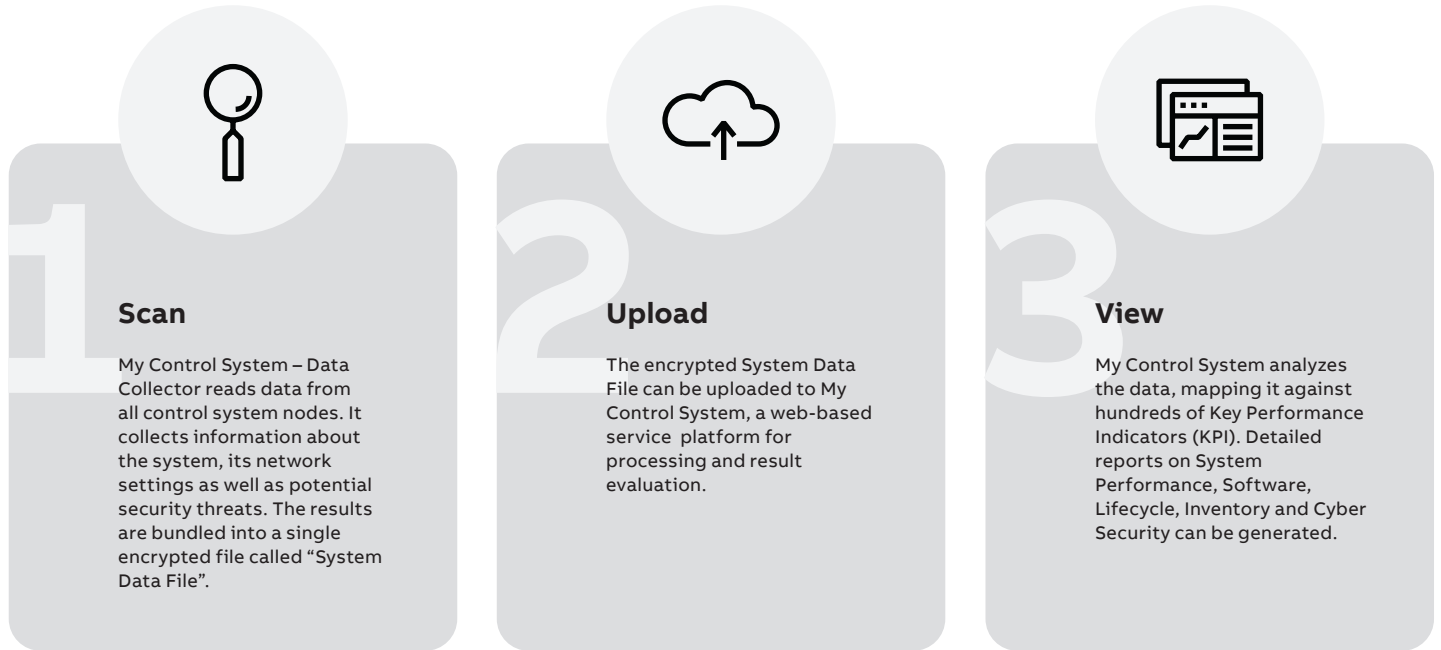 1
Scan
My Control System – Data
Collector reads data from
all control system nodes. It
collects information about
the system, its network
settings as well as potential
security threats. The results
are bundled into a single
encrypted file called “System
Data File”.
2
Upload
The encrypted System Data
File can be uploaded to My
Control System, a web-based
service  platform for
processing and result
evaluation.
3
View
My Control System analyzes
the data, mapping it against
hundreds of Key Performance
Indicators (KPI). Detailed
reports on System
Performance, Software,
Lifecycle, Inventory and Cyber
Security can be generated.